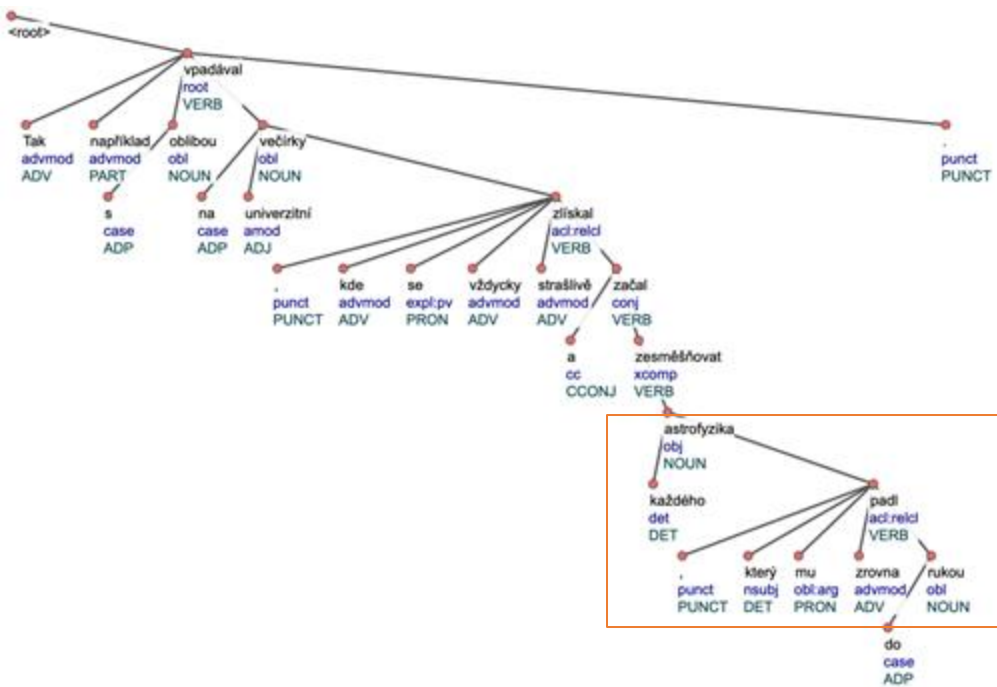 <root>
vpadával
root
VERB
Tak
advmod
ADV
například
advmod
PART
oblibou
obl
NOUN
večírky
obl
NOUN
.
punct
PUNCT
s
case
ADP
na
case
ADP
univerzitní
amod
ADJ
zlískal
acl:relcl
VERB
,
punct
PUNCT
kde
advmod
ADV
se
expl:pv
PRON
vždycky
advmod
ADV
strašlivě
advmod
ADV
začal
conj
VERB
a
cc
CCONJ
zesměšňovat
xcomp
VERB
astrofyzika
obj
NOUN
každého
det
DET
padl
acl:relcl
VERB
,
punct
PUNCT
který
nsubj
DET
mu
obl:arg
PRON
zrovna
advmod
ADV
rukou
obl
NOUN
do
case
ADP